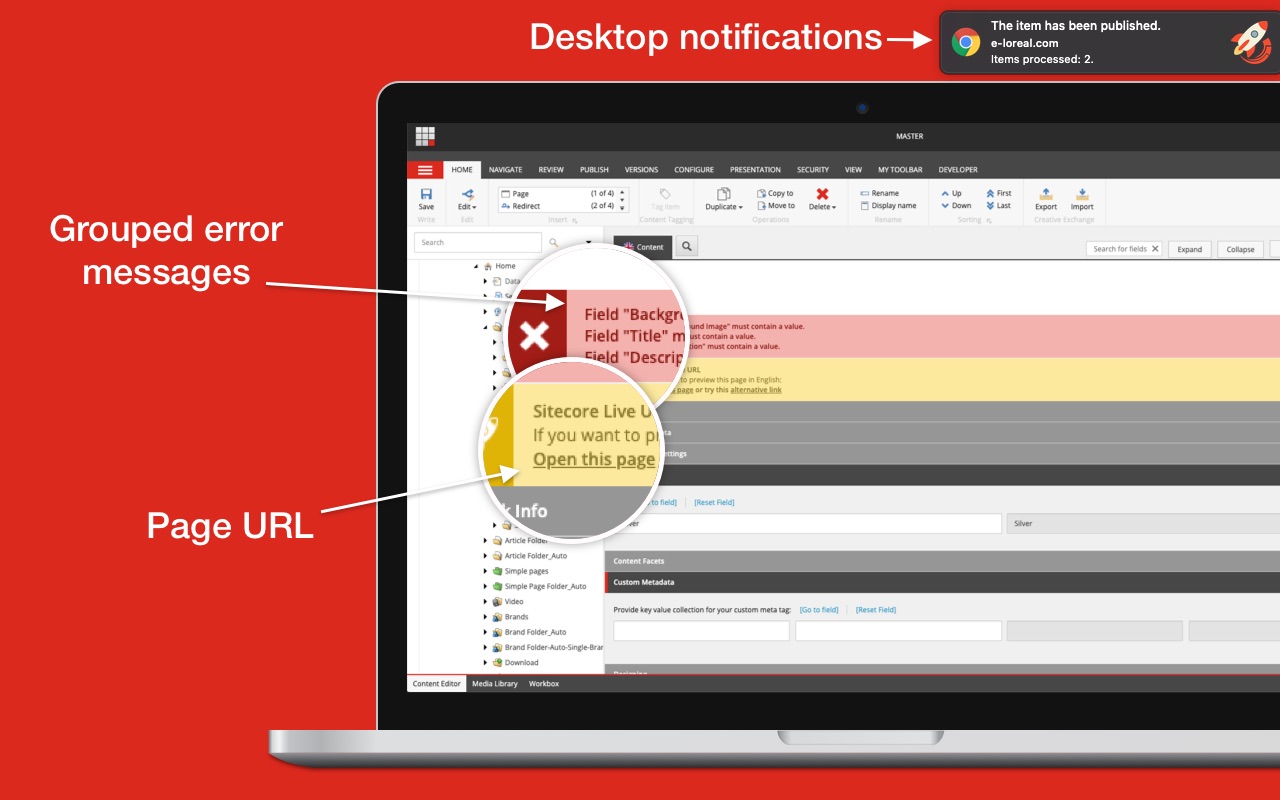 Desktop notifications
The item has been published.
e-loreal.com
Items processed: 2.
MASTER
HOME NAVIGATE REVIEW PUBLISH VERSIONS CONFIGURE PRESENTATION SECURITY VIEW MY TOOLBAR DEVELOPER
Save
Write
Edit
Edit
Page (1 of 4)
Redirect (2 of 4)
Insert
Tag item
Content Tagging
Duplicate
Copy to
Move to
Delete
Operations
Rename
Display name
Rename
Up
Down
First
Last
Sorting
Export
Import
Creative Exchange
Search
Content
Search for fields
Expand
Collapse
Grouped error
messages
Home
Data
Field "Backgr
Field "Title" m
Field "Descrip
und Image" must contain a value.
ust contain a value.
tion" must contain a value.
Sitecore Live U
If you want to pr
Open this page
URL
to preview this page in English:
page or try this alternative link
ettings
k Info
Page URL
to field] [Reset Field]
Silver
Article Folder
Article Folder_Auto
Simple pages
Simple Page Folder_Auto
Video
Brands
Brand Folder_Auto
Brand Folder-Auto-Single-Bran
Download
Content Facets
Custom Metadata
Provide key value collection for your custom meta tag: [Go to field] [Reset Field]
Content Editor Media Library Workbox